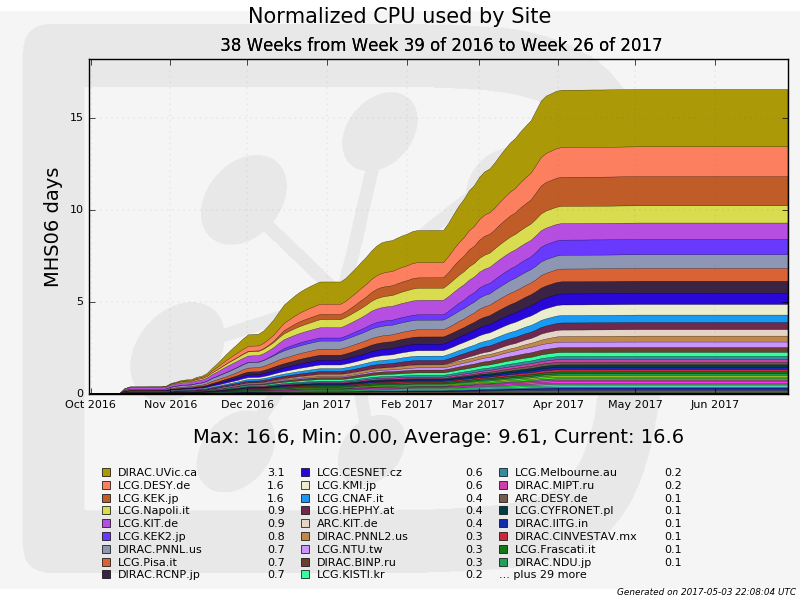 Normalized CPU used by Site
38 Weeks from Week 39 of 2016 to Week 26 of 2017
MHS06 days
15
10
5
0
Oct 2016 Nov 2016 Dec 2016 Jan 2017 Feb 2017 Mar 2017 Apr 2017 May 2017 Jun 2017
Max: 16.6, Min: 0.00, Average: 9.61, Current: 16.6
DIRAC.UVic.ca 3.1 LCG.CESNET.cz 0.6 LCG.Melbourne.au 0.2
LCG.DESY.de 1.6 LCG.KMI.jp 0.6 DIRAC.MIPT.ru 0.2
LCG.KEK.jp 1.6 LCG.CNAF.it 0.4 ARC.DESY.de 0.1
LCG.Napoli.it 0.9 LCG.HEPHY.at 0.4 LCG.CYFRONET.pl 0.1
LCG.KIT.de 0.9 ARC.KIT.de 0.4 DIRAC.IITG.in 0.1
LCG.KEK2.jp 0.8 DIRAC.PNNL2.us 0.3 DIRAC.CINVESTAV.mx 0.1
DIRAC.PNNL.us 0.7 LCG.NTU.tw 0.3 LCG.Frascati.it 0.1
LCG.Pisa.it 0.7 DIRAC.BINP.ru 0.3 DIRAC.NDU.jp 0.1
DIRAC.RCNP.jp 0.7 LCG.KISTI.kr 0.2 ... plus 29 more
Generated on 2017-05-03 22:08:04 UTC